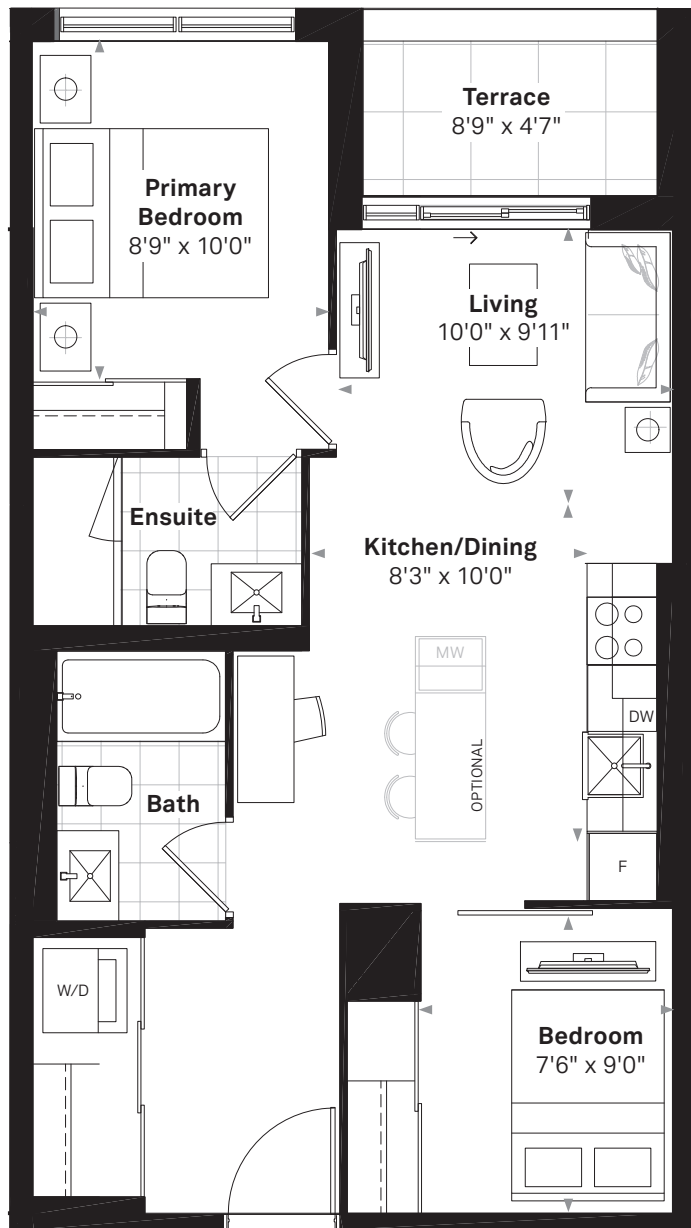 Terrace
8'9" x 4'7"
Primary
Bedroom
8'9" x 10'0"
Living
10'0" x 9'11"
Ensuite
Kitchen/Dining
8'3" x 10'0"
MW
DW
OPTIONAL
Bath
F
W/D
Bedroom
7'6" x 9'0"